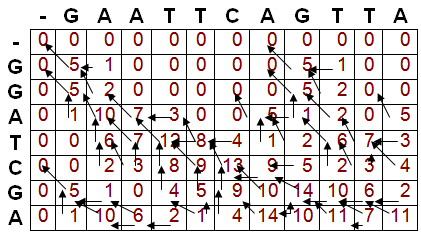 - G A A T T C A G T T A
- 0 0 0 0 0 0 0 0 0 0 0 0
G 0 5 1 0 0 0 0 0 5 1 0 0
G 0 5 2 0 0 0 0 0 5 2 0 0
A 0 1 10 7 3 0 0 5 1 2 0 5
T 0 0 6 7 12 8 4 1 2 6 7 3
C 0 0 2 3 8 9 13 9 5 2 3 4
G 0 5 1 0 4 5 9 10 14 10 6 2
A 0 1 10 6 2 1 4 14 10 11 7 11